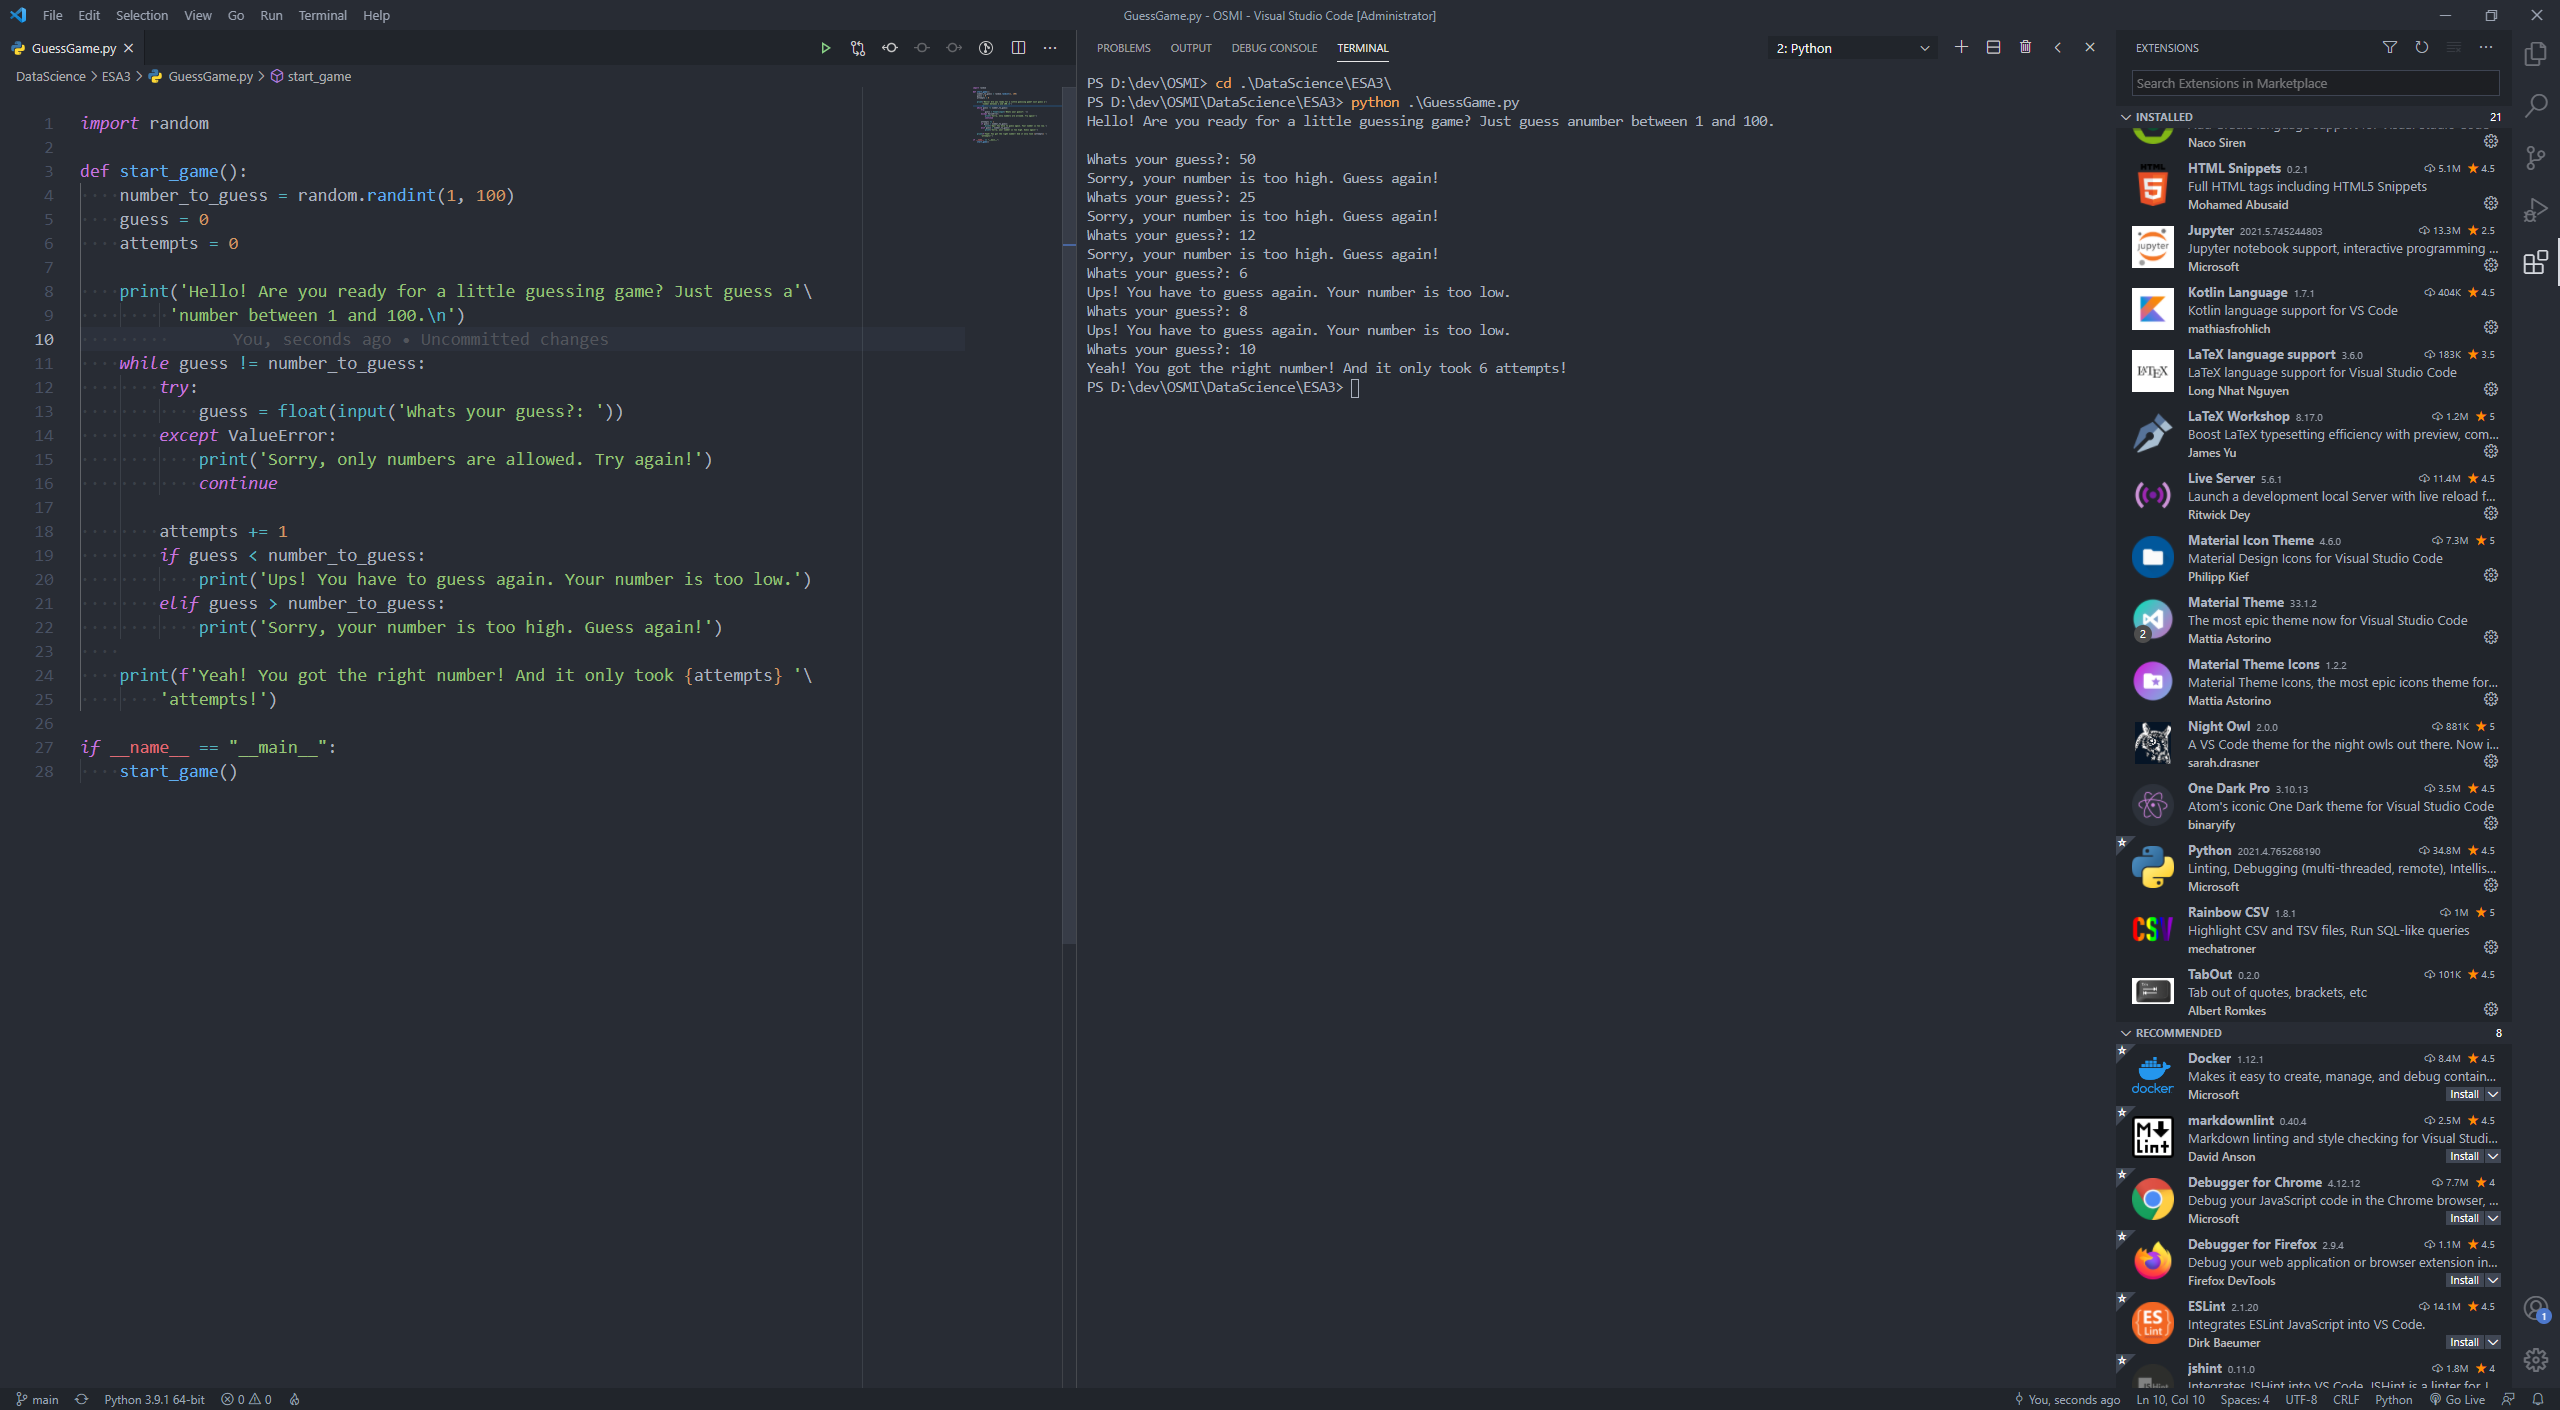 File Edit Selection View Go Run Terminal Help
GuessGame.py - OSMI - Visual Studio Code [Administrator]
GuessGame.py
DataScience > ESA3 > GuessGame.py > start_game
1 import random
2
3 def start_game():
4 number_to_guess = random.randint(1, 100)
5 guess = 0
6 attempts = 0
7
8 print('Hello! Are you ready for a little guessing game? Just guess a'\
9 'number between 1 and 100.\n')
10 You, seconds ago • Uncommitted changes
11 while guess != number_to_guess:
12 try:
13 guess = float(input('Whats your guess?: '))
14 except ValueError:
15 print('Sorry, only numbers are allowed. Try again!')
16 continue
17
18 attempts += 1
19 if guess < number_to_guess:
20 print('Ups! You have to guess again. Your number is too low.')
21 elif guess > number_to_guess:
22 print('Sorry, your number is too high. Guess again!')
23
24 print(f'Yeah! You got the right number! And it only took {attempts} '\
25 'attempts!')
26
27 if __name__ == "__main__":
28 start_game()
PROBLEMS OUTPUT DEBUG CONSOLE TERMINAL
2: Python
PS D:\dev\OSMI> cd .\DataScience\ESA3\
PS D:\dev\OSMI\DataScience\ESA3> python .\GuessGame.py
Hello! Are you ready for a little guessing game? Just guess anumber between 1 and 100.
Whats your guess?: 50
Sorry, your number is too high. Guess again!
Whats your guess?: 25
Sorry, your number is too high. Guess again!
Whats your guess?: 12
Sorry, your number is too high. Guess again!
Whats your guess?: 6
Ups! You have to guess again. Your number is too low.
Whats your guess?: 8
Ups! You have to guess again. Your number is too low.
Whats your guess?: 10
Yeah! You got the right number! And it only took 6 attempts!
PS D:\dev\OSMI\DataScience\ESA3>
EXTENSIONS
Search Extensions in Marketplace
INSTALLED 21
Naco Siren
HTML Snippets 0.2.1 5.1M 4.5
Full HTML tags including HTML5 Snippets
Mohamed Abusaid
Jupyter 2021.5.745244803 13.3M 2.5
Jupyter notebook support, interactive programming ...
Microsoft
Kotlin Language 1.7.1 404K 4.5
Kotlin language support for VS Code
mathiasfrohlich
LaTeX language support 3.6.0 183K 3.5
LaTeX language support for Visual Studio Code
Long Nhat Nguyen
LaTeX Workshop 8.17.0 1.2M 5
Boost LaTeX typesetting efficiency with preview, com...
James Yu
Live Server 5.6.1 11.4M 4.5
Launch a development local Server with live reload f...
Ritwick Dey
Material Icon Theme 4.6.0 7.3M 5
Material Design Icons for Visual Studio Code
Philipp Kief
Material Theme 33.1.2
2
The most epic theme now for Visual Studio Code
Mattia Astorino
Material Theme Icons 1.2.2
Material Theme Icons, the most epic icons theme for...
Mattia Astorino
Night Owl 2.0.0 881K 5
A VS Code theme for the night owls out there. Now i...
sarah.drasner
One Dark Pro 3.10.13 3.5M 4.5
Atom's iconic One Dark theme for Visual Studio Code
binaryify
Python 2021.4.765268190 34.8M 4.5
Linting, Debugging (multi-threaded, remote), Intellis...
Microsoft
Rainbow CSV 1.8.1 1M 5
Highlight CSV and TSV files, Run SQL-like queries
mechatroner
TabOut 0.2.0 101K 4.5
Tab out of quotes, brackets, etc
Albert Romkes
RECOMMENDED 8
Docker 1.12.1 8.4M 4.5
Makes it easy to create, manage, and debug contain...
Microsoft Install
markdownlint 0.40.4 2.5M 4.5
Markdown linting and style checking for Visual Studi...
David Anson Install
Debugger for Chrome 4.12.12 7.7M 4
Debug your JavaScript code in the Chrome browser, ...
Microsoft Install
Debugger for Firefox 2.9.4 1.1M 4.5
Debug your web application or browser extension in...
Firefox DevTools Install
ESLint 2.1.20 14.1M 4.5
Integrates ESLint JavaScript into VS Code.
Dirk Baeumer Install
jshint 0.11.0 1.8M 4
Integrates JSHint into VS Code. JSHint is a linter for J...
1
main Python 3.9.1 64-bit 0 0
You, seconds ago Ln 10, Col 10 Spaces: 4 UTF-8 CRLF Python Go Live